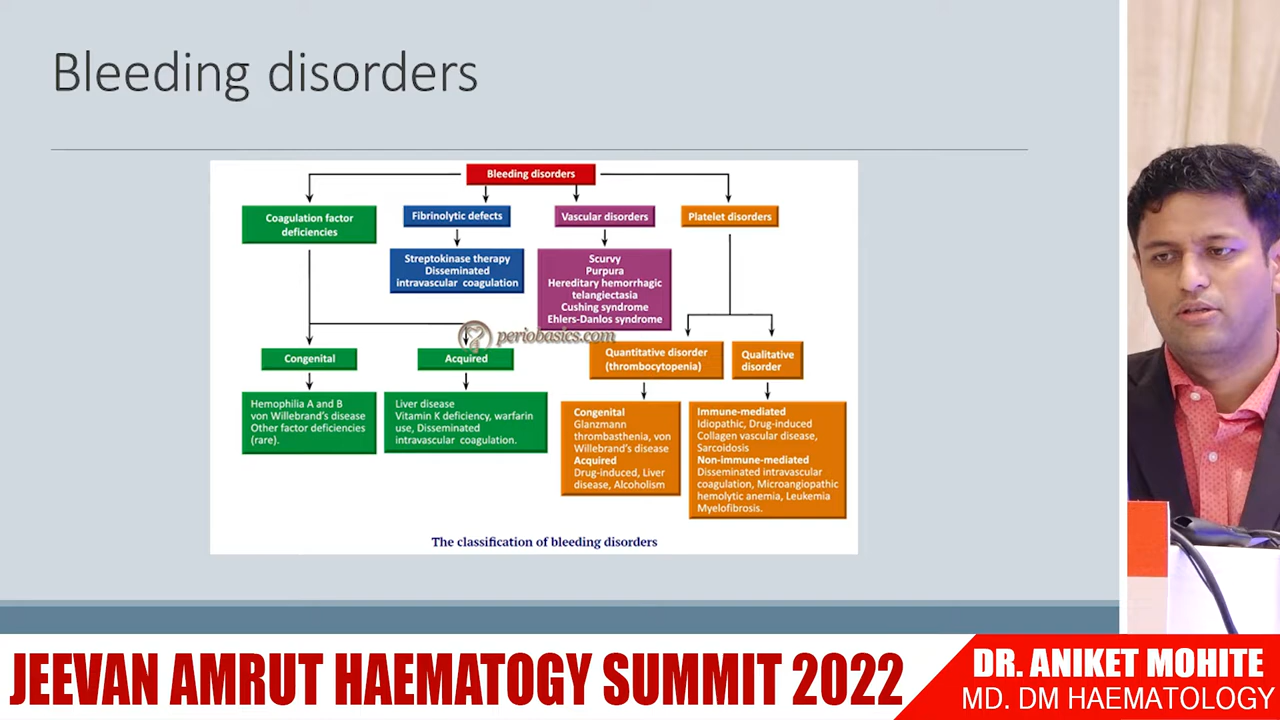 Bleeding disorders
Bleeding disorders
Coagulation factor
deficiencies
Fibrinolytic defects
Vascular disorders
Platelet disorders
Streptokinase therapy
Disseminated
intravascular coagulation
Scurvy
Purpura
Hereditary hemorrhagic
telangiectasia
Cushing syndrome
Ehlers-Danlos syndrome
periobasics.com
Congenital
Acquired
Quantitative disorder
(thrombocytopenia)
Qualitative
disorder
Hemophilia A and B
von Willebrand's disease
Other factor deficiencies
(rare).
Liver disease
Vitamin K deficiency, warfarin
use, Disseminated
intravascular coagulation.
Congenital
Glanzmann
thrombasthenia, von
Willebrand's disease
Acquired
Drug-induced, Liver
disease, Alcoholism
Immune-mediated
Idiopathic, Drug-induced
Collagen vascular disease,
Sarcoidosis
Non-immune-mediated
Disseminated intravascular
coagulation, Microangiopathic
hemolytic anemia, Leukemia
Myelofibrosis.
The classification of bleeding disorders
JEEVAN AMRUT HAEMATOGY SUMMIT 2022
DR. ANIKET MOHITE
MD. DM HAEMATOLOGY